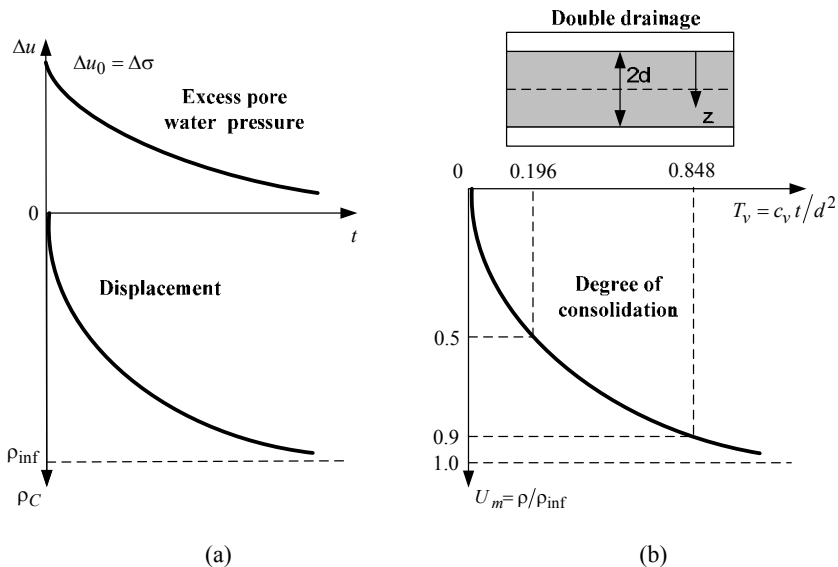 Δu
Δu0 = Δσ
Excess pore
water pressure
0
t
Displacement
ρinf
ρC
(a)
Double drainage
2d
z
0
0.196
0.848
Tv = cv t/d2
Degree of
consolidation
0.5
0.9
1.0
Um= ρ/ρinf
(b)